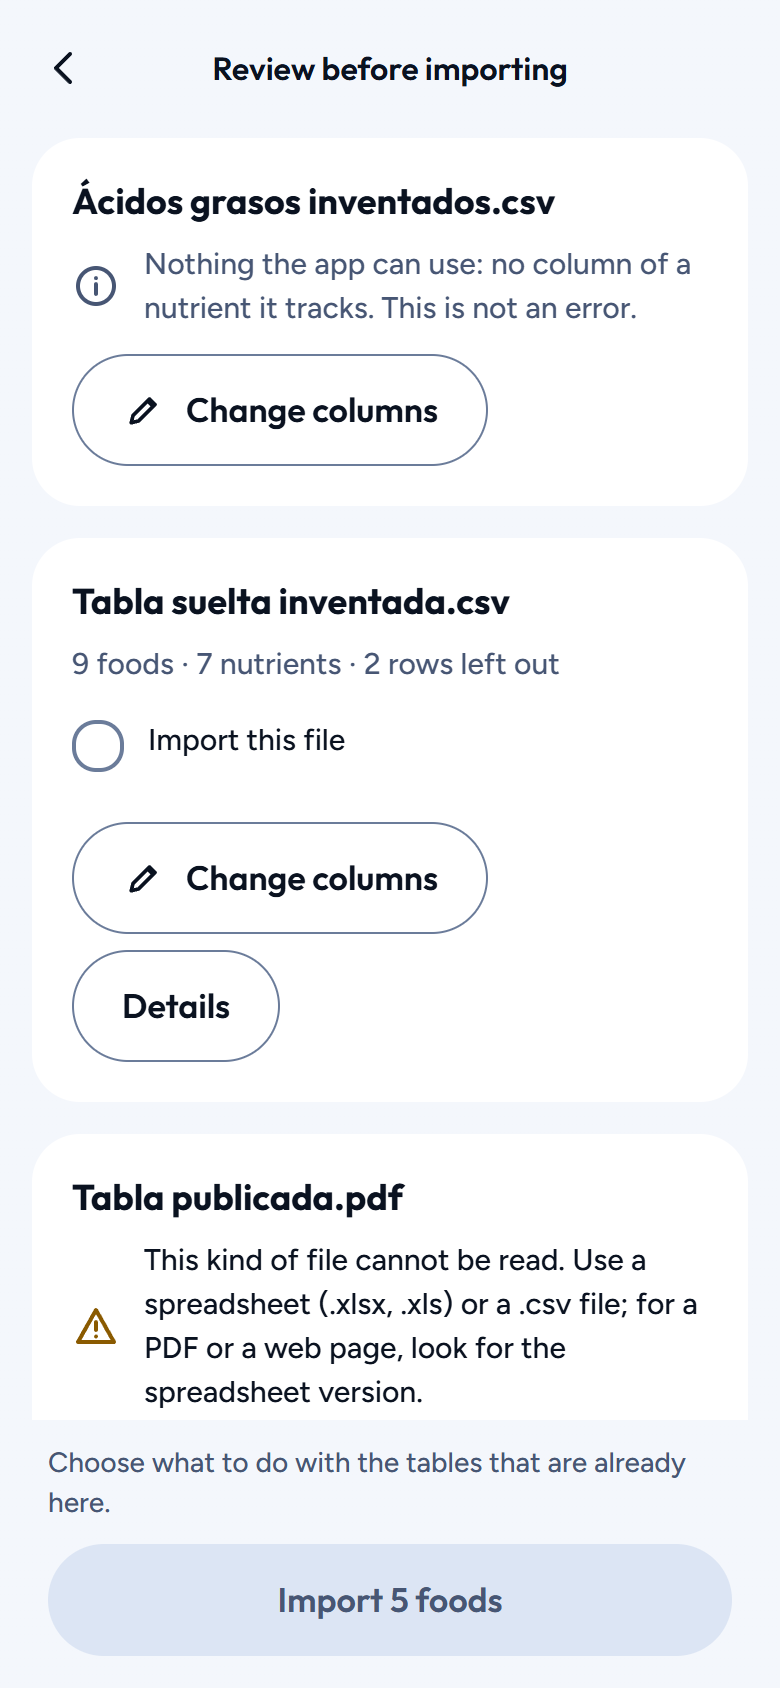 Review before importing
Ácidos grasos inventados.csv
Nothing the app can use: no column of a
nutrient it tracks. This is not an error.
Change columns
Tabla suelta inventada.csv
9 foods · 7 nutrients · 2 rows left out
Import this file
Change columns
Details
Tabla publicada.pdf
This kind of file cannot be read. Use a
spreadsheet (.xlsx, .xls) or a .csv file; for a
PDF or a web page, look for the
spreadsheet version.
Choose what to do with the tables that are already
here.
Import 5 foods